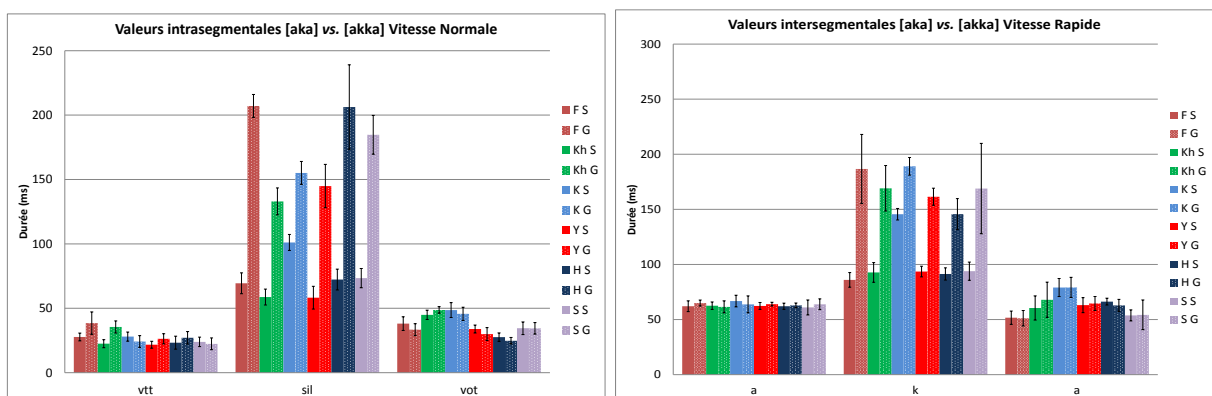 Valeurs intrasegmentales [aka] vs. [akka] Vitesse Normale
250
200
150
100
50
0
Durée (ms)
vtt
sil
vot
F S
F G
Kh S
Kh G
K S
K G
Y S
Y G
H S
H G
S S
S G
Valeurs intersegmentales [aka] vs. [akka] Vitesse Rapide
300
250
200
150
100
50
0
Durée (ms)
a
k
a
F S
F G
Kh S
Kh G
K S
K G
Y S
Y G
H S
H G
S S
S G